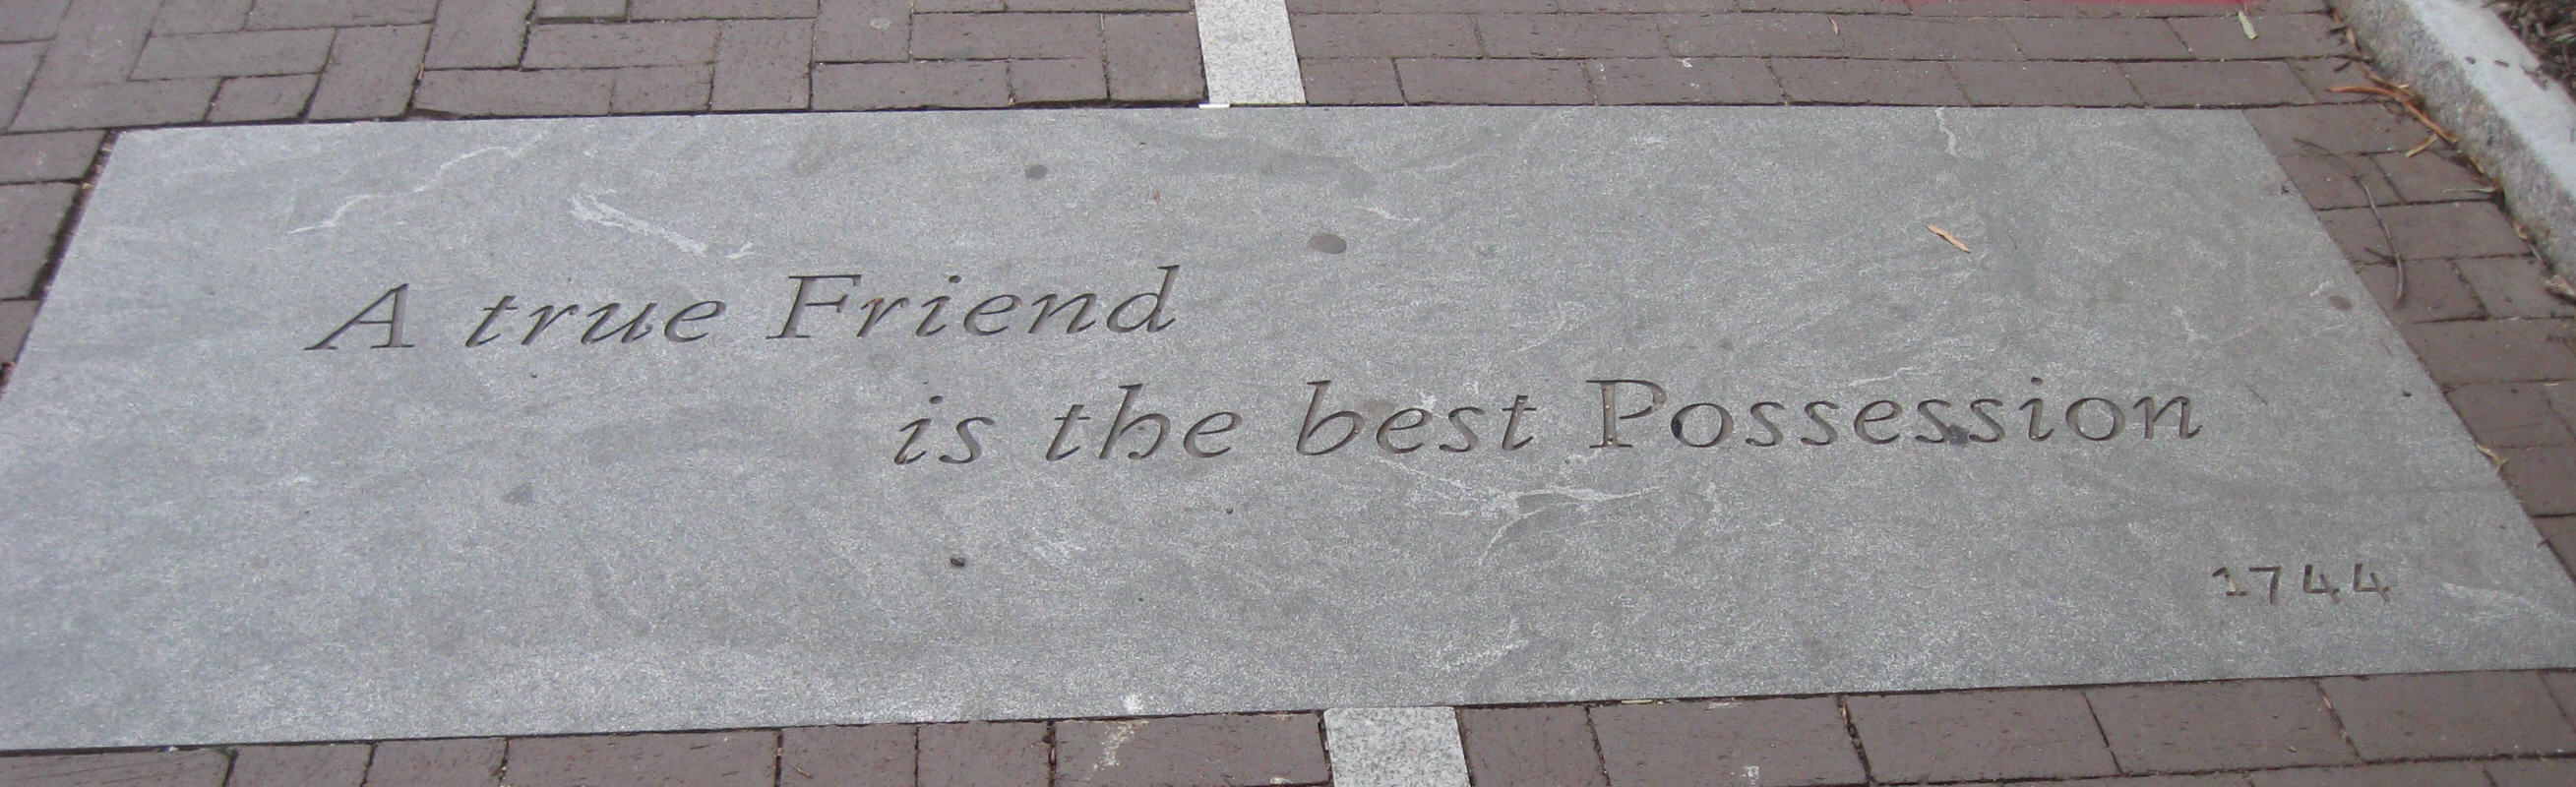 A true Friend
is the best Possession
1744